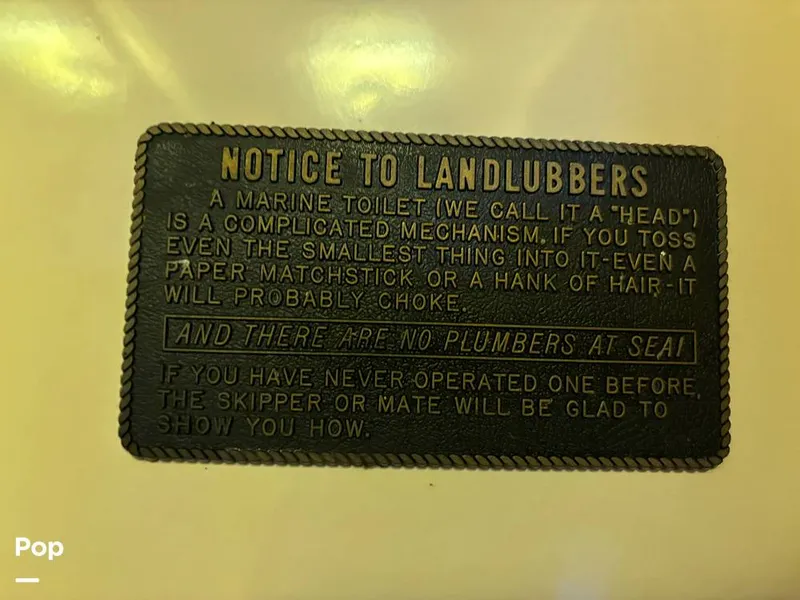 NOTICE TO LANDLUBBERS
A MARINE TOILET (WE CALL IT A "HEAD")
IS A COMPLICATED MECHANISM. IF YOU TOSS
EVEN THE SMALLEST THING INTO IT-EVEN A
PAPER MATCHSTICK OR A HANK OF HAIR-IT
WILL PROBABLY CHOKE.
AND THERE ARE NO PLUMBERS AT SEA!
IF YOU HAVE NEVER OPERATED ONE BEFORE,
THE SKIPPER OR MATE WILL BE GLAD TO
SHOW YOU HOW.
Pop